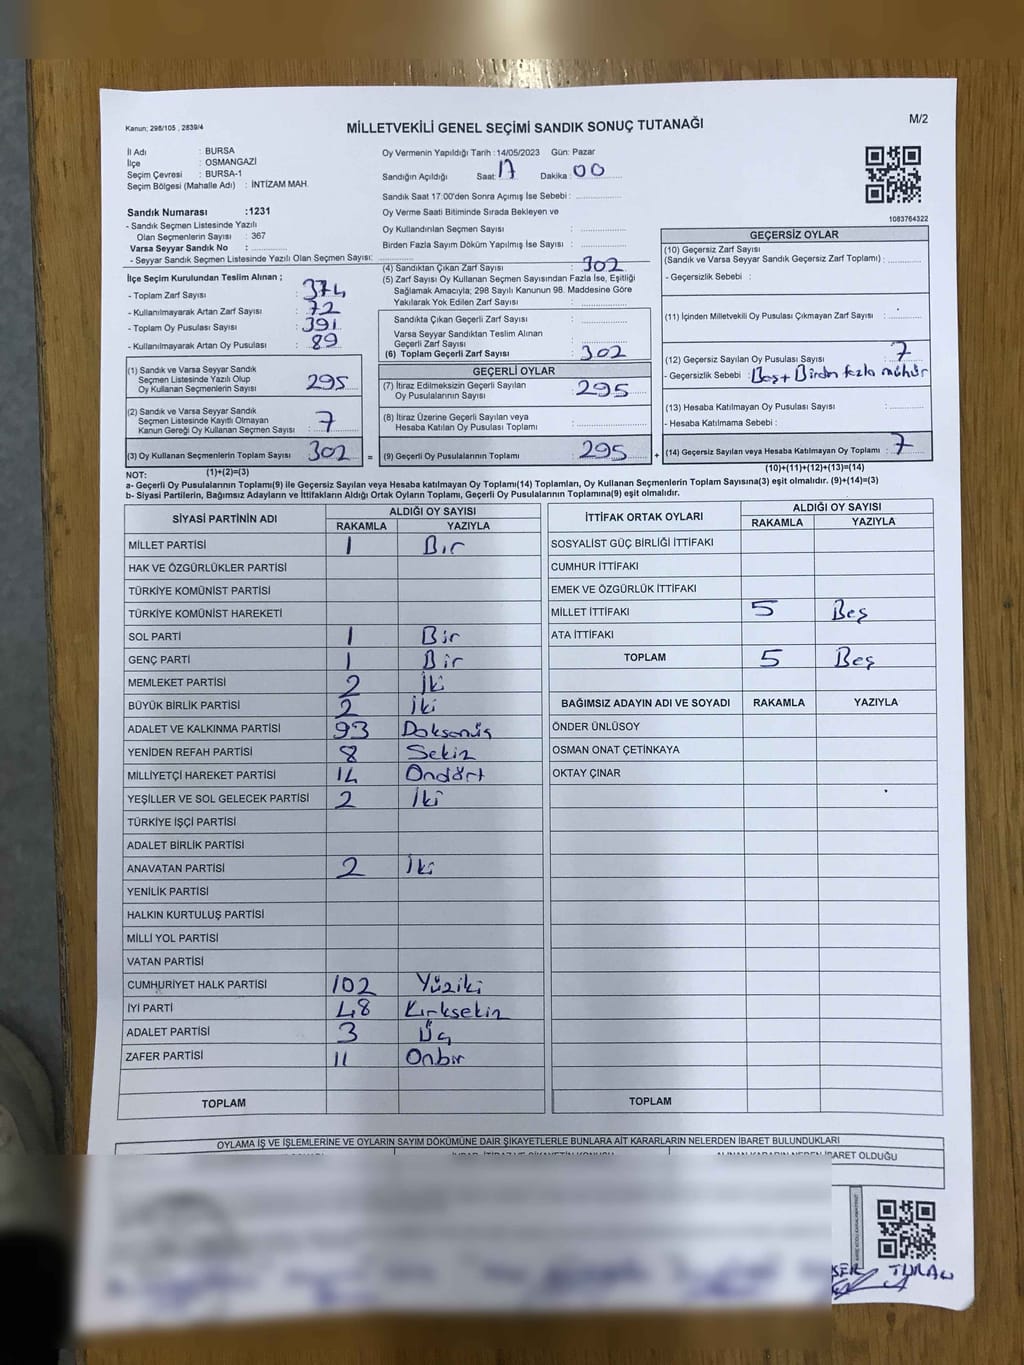 Kanun: 298/105 , 2839/4
MİLLETVEKİLİ GENEL SEÇİMİ SANDIK SONUÇ TUTANAĞI
M/2
İl Adı : BURSA
İlçe : OSMANGAZİ
Seçim Çevresi : BURSA-1
Seçim Bölgesi (Mahalle Adı) : İNTİZAM MAH.
Sandık Numarası :1231
- Sandık Seçmen Listesinde Yazılı
Olan Seçmenlerin Sayısı : 367
Varsa Seyyar Sandık No :
- Seyyar Sandık Seçmen Listesinde Yazılı Olan Seçmen Sayısı:
Oy Vermenin Yapıldığı Tarih : 14/05/2023 Gün: Pazar
Sandığın Açıldığı Saat: 17 Dakika: 00
Sandık Saat 17:00'den Sonra Açımış İse Sebebi :
Oy Verme Saati Bitiminde Sırada Bekleyen ve
Oy Kullandırılan Seçmen Sayısı :
Birden Fazla Sayım Döküm Yapılmış İse Sayısı :
1083764322
İlçe Seçim Kurulundan Teslim Alınan ;
- Toplam Zarf Sayısı : 374
- Kullanılmayarak Artan Zarf Sayısı : 72
- Toplam Oy Pusulası Sayısı : 391
- Kullanılmayarak Artan Oy Pusulası : 89
(1) Sandık ve Varsa Seyyar Sandık
Seçmen Listesinde Yazılı Olup
Oy Kullanan Seçmenlerin Sayısı : 295
(2) Sandık ve Varsa Seyyar Sandık
Seçmen Listesinde Kayıtlı Olmayan
Kanun Gereği Oy Kullanan Seçmen Sayısı : 7
(3) Oy Kullanan Seçmenlerin Toplam Sayısı : 302
(1)+(2)=(3)
(4) Sandıktan Çıkan Zarf Sayısı : 302
(5) Zarf Sayısı Oy Kullanan Seçmen Sayısından Fazla İse, Eşitliği
Sağlamak Amacıyla; 298 Sayılı Kanunun 98. Maddesine Göre
Yakılarak Yok Edilen Zarf Sayısı :
Sandıkta Çıkan Geçerli Zarf Sayısı :
Varsa Seyyar Sandıktan Teslim Alınan
Geçerli Zarf Sayısı :
(6) Toplam Geçerli Zarf Sayısı : 302
GEÇERLİ OYLAR
(7) İtiraz Edilmeksizin Geçerli Sayılan
Oy Pusulalarının Sayısı : 295
(8) İtiraz Üzerine Geçerli Sayılan veya
Hesaba Katılan Oy Pusulası Toplamı :
= (9) Geçerli Oy Pusulalarının Toplamı : 295 +
GEÇERSİZ OYLAR
(10) Geçersiz Zarf Sayısı
(Sandık ve Varsa Seyyar Sandık Geçersiz Zarf Toplamı) :
- Geçersizlik Sebebi :
(11) İçinden Milletvekili Oy Pusulası Çıkmayan Zarf Sayısı :
(12) Geçersiz Sayılan Oy Pusulası Sayısı : 7
- Geçersizlik Sebebi : Boş + Birden fazla mühür
(13) Hesaba Katılmayan Oy Pusulası Sayısı :
- Hesaba Katılmama Sebebi :
(14) Geçersiz Sayılan veya Hesaba Katılmayan Oy Toplamı : 7
(10)+(11)+(12)+(13)=(14)
NOT:
a- Geçerli Oy Pusulalarının Toplamı(9) ile Geçersiz Sayılan veya Hesaba katılmayan Oy Toplamı(14) Toplamları, Oy Kullanan Seçmenlerin Toplam Sayısına(3) eşit olmalıdır. (9)+(14)=(3)
b- Siyasi Partilerin, Bağımsız Adayların ve İttifakların Aldığı Ortak Oyların Toplamı, Geçerli Oy Pusulalarının Toplamına(9) eşit olmalıdır.
SİYASİ PARTİNİN ADI ALDIĞI OY SAYISI
RAKAMLA YAZIYLA
MİLLET PARTİSİ 1 Bir
HAK VE ÖZGÜRLÜKLER PARTİSİ
TÜRKİYE KOMÜNİST PARTİSİ
TÜRKİYE KOMÜNİST HAREKETİ
SOL PARTİ 1 Bir
GENÇ PARTİ 1 Bir
MEMLEKET PARTİSİ 2 İki
BÜYÜK BİRLİK PARTİSİ 2 İki
ADALET VE KALKINMA PARTİSİ 93 Doksanüç
YENİDEN REFAH PARTİSİ 8 Sekiz
MİLLİYETÇİ HAREKET PARTİSİ 14 Ondört
YEŞİLLER VE SOL GELECEK PARTİSİ 2 İki
TÜRKİYE İŞÇİ PARTİSİ
ADALET BİRLİK PARTİSİ
ANAVATAN PARTİSİ 2 İki
YENİLİK PARTİSİ
HALKIN KURTULUŞ PARTİSİ
MİLLİ YOL PARTİSİ
VATAN PARTİSİ
CUMHURİYET HALK PARTİSİ 102 Yüziki
İYİ PARTİ 48 Kırksekiz
ADALET PARTİSİ 3 Üç
ZAFER PARTİSİ 11 Onbir
TOPLAM
İTTİFAK ORTAK OYLARI ALDIĞI OY SAYISI
RAKAMLA YAZIYLA
SOSYALİST GÜÇ BİRLİĞİ İTTİFAKI
CUMHUR İTTİFAKI
EMEK VE ÖZGÜRLÜK İTTİFAKI
MİLLET İTTİFAKI 5 Beş
ATA İTTİFAKI
TOPLAM 5 Beş
BAĞIMSIZ ADAYIN ADI VE SOYADI RAKAMLA YAZIYLA
ÖNDER ÜNLÜSOY
OSMAN ONAT ÇETİNKAYA
OKTAY ÇINAR
TOPLAM
OYLAMA İŞ VE İŞLEMLERİNE VE OYLARIN SAYIM DÖKÜMÜNE DAİR ŞİKAYETLERLE BUNLARA AİT KARARLARIN NELERDEN İBARET BULUNDUKLARI
İBARET OLDUĞU
TURAN